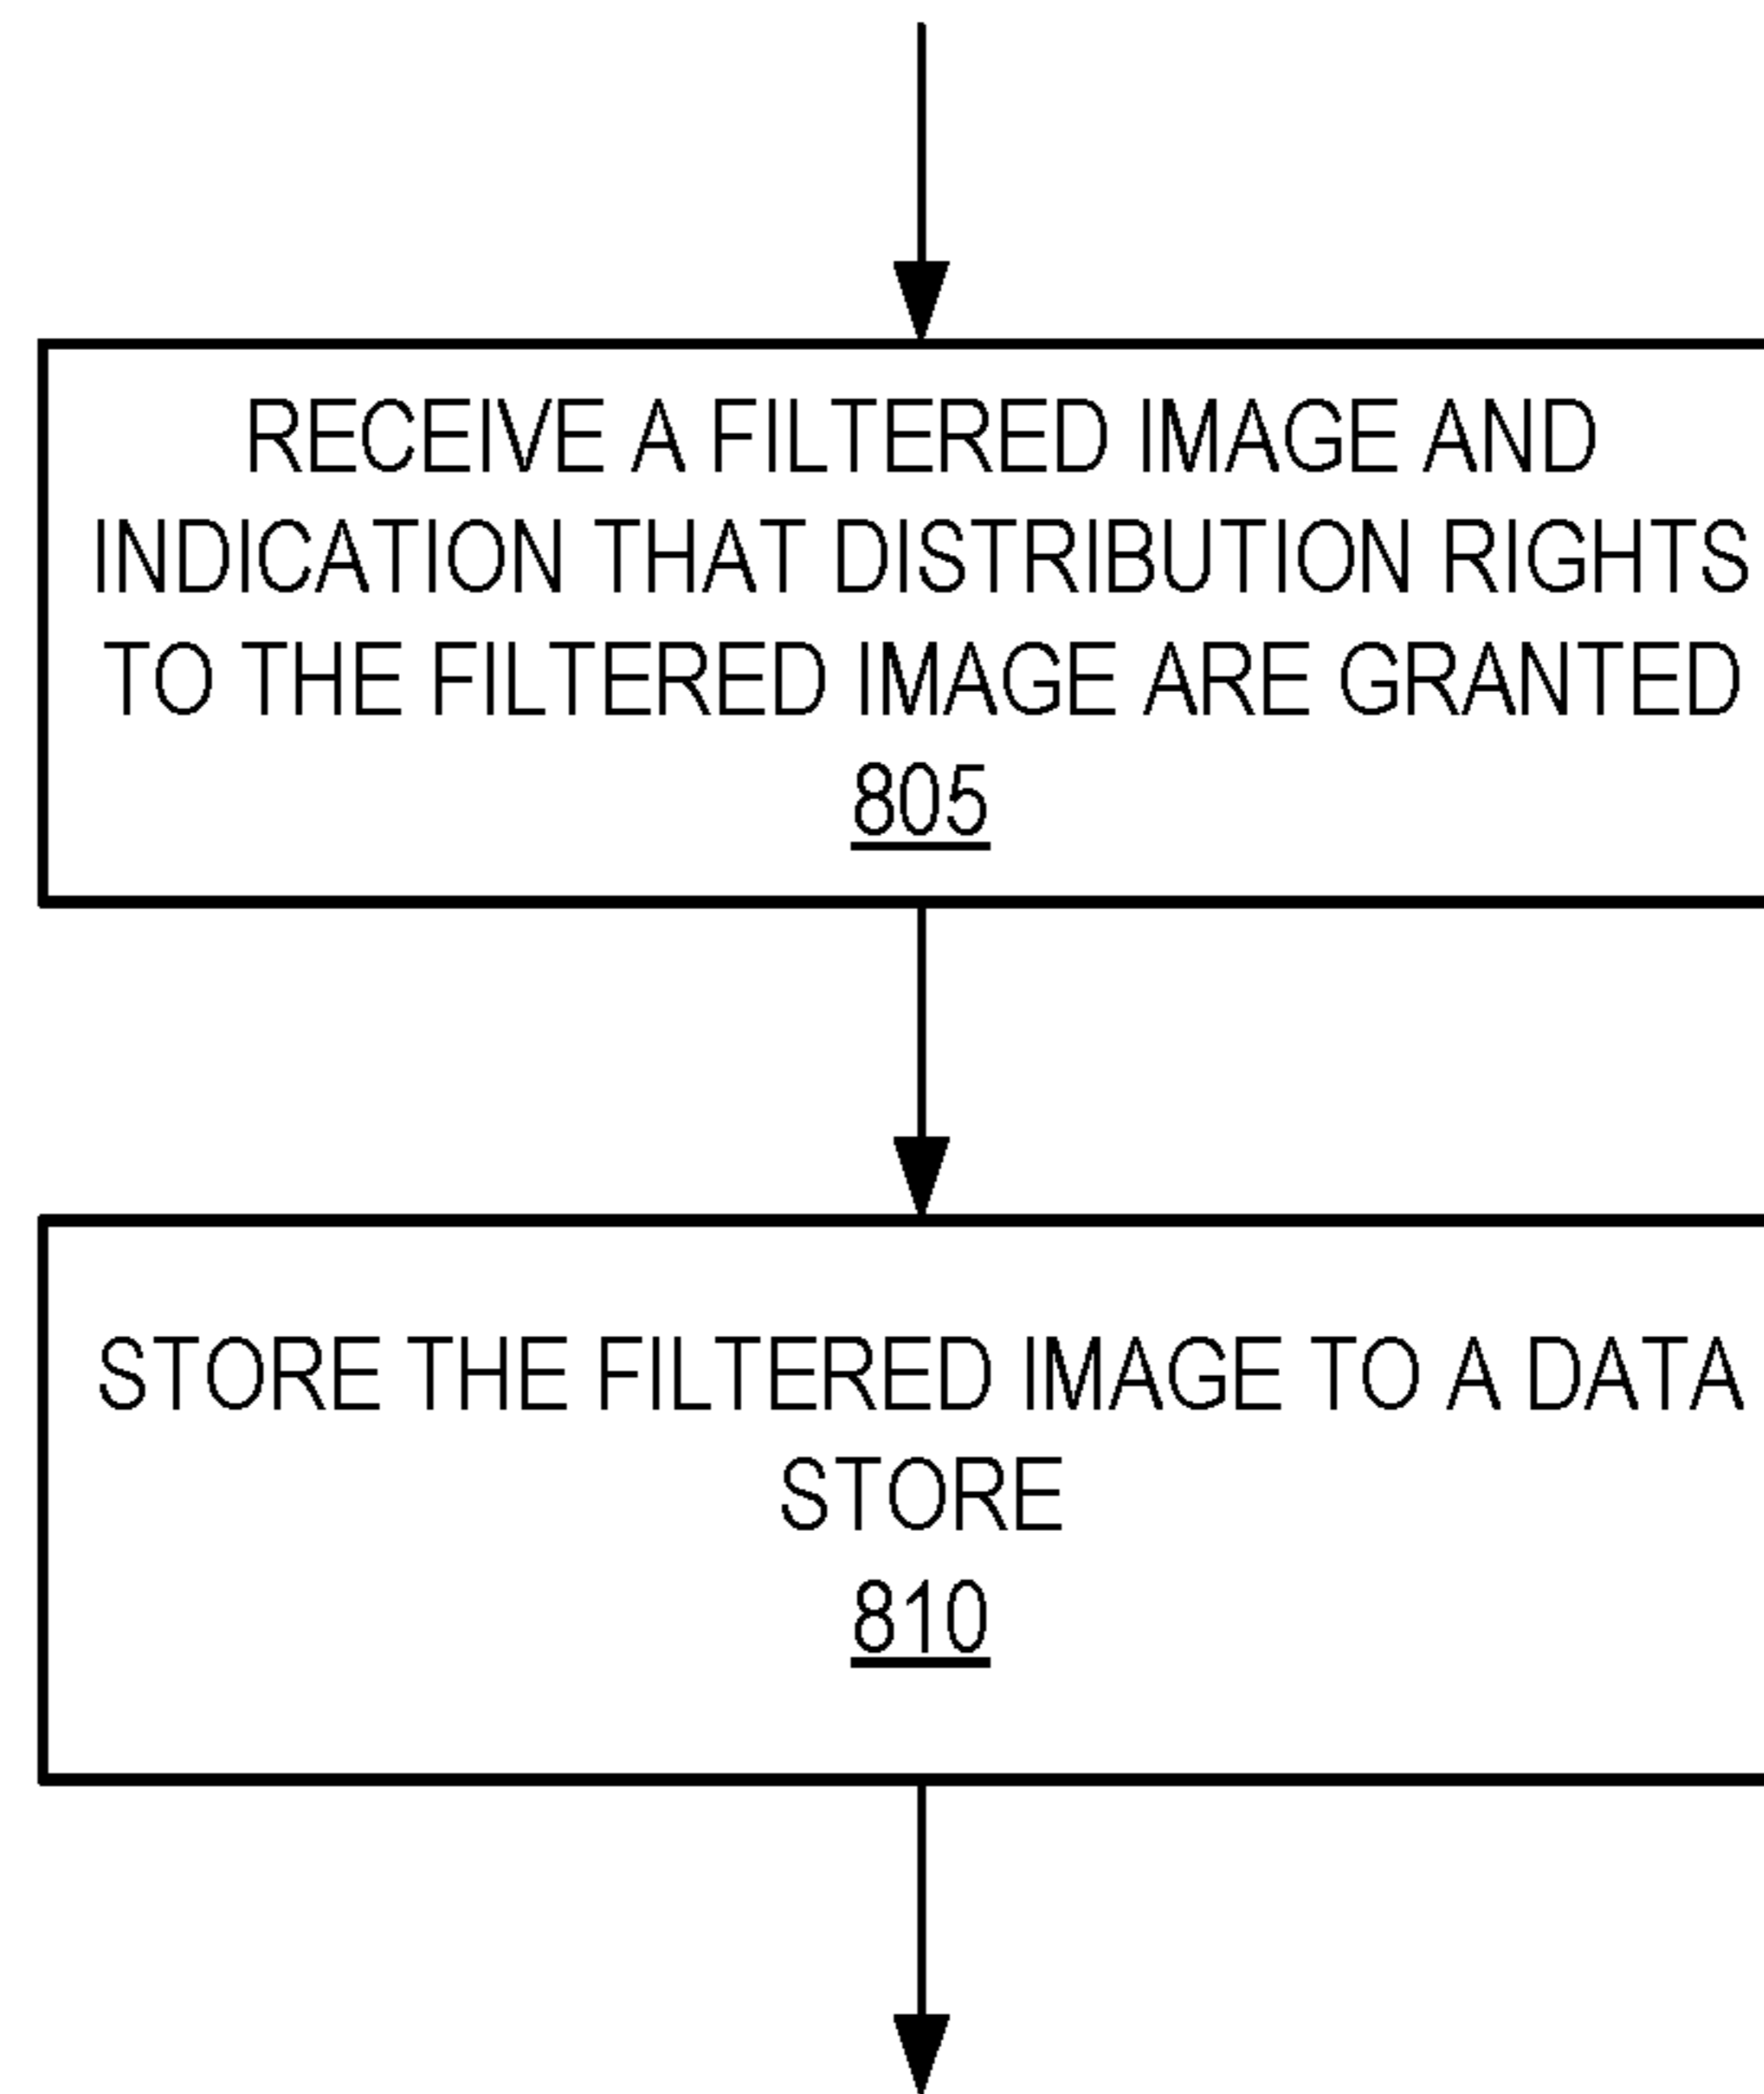 RECEIVE A FILTERED IMAGE AND
INDICATION THAT DISTRIBUTION RIGHTS
TO THE FILTERED IMAGE ARE GRANTED
805
STORE THE FILTERED IMAGE TO A DATA
STORE
810